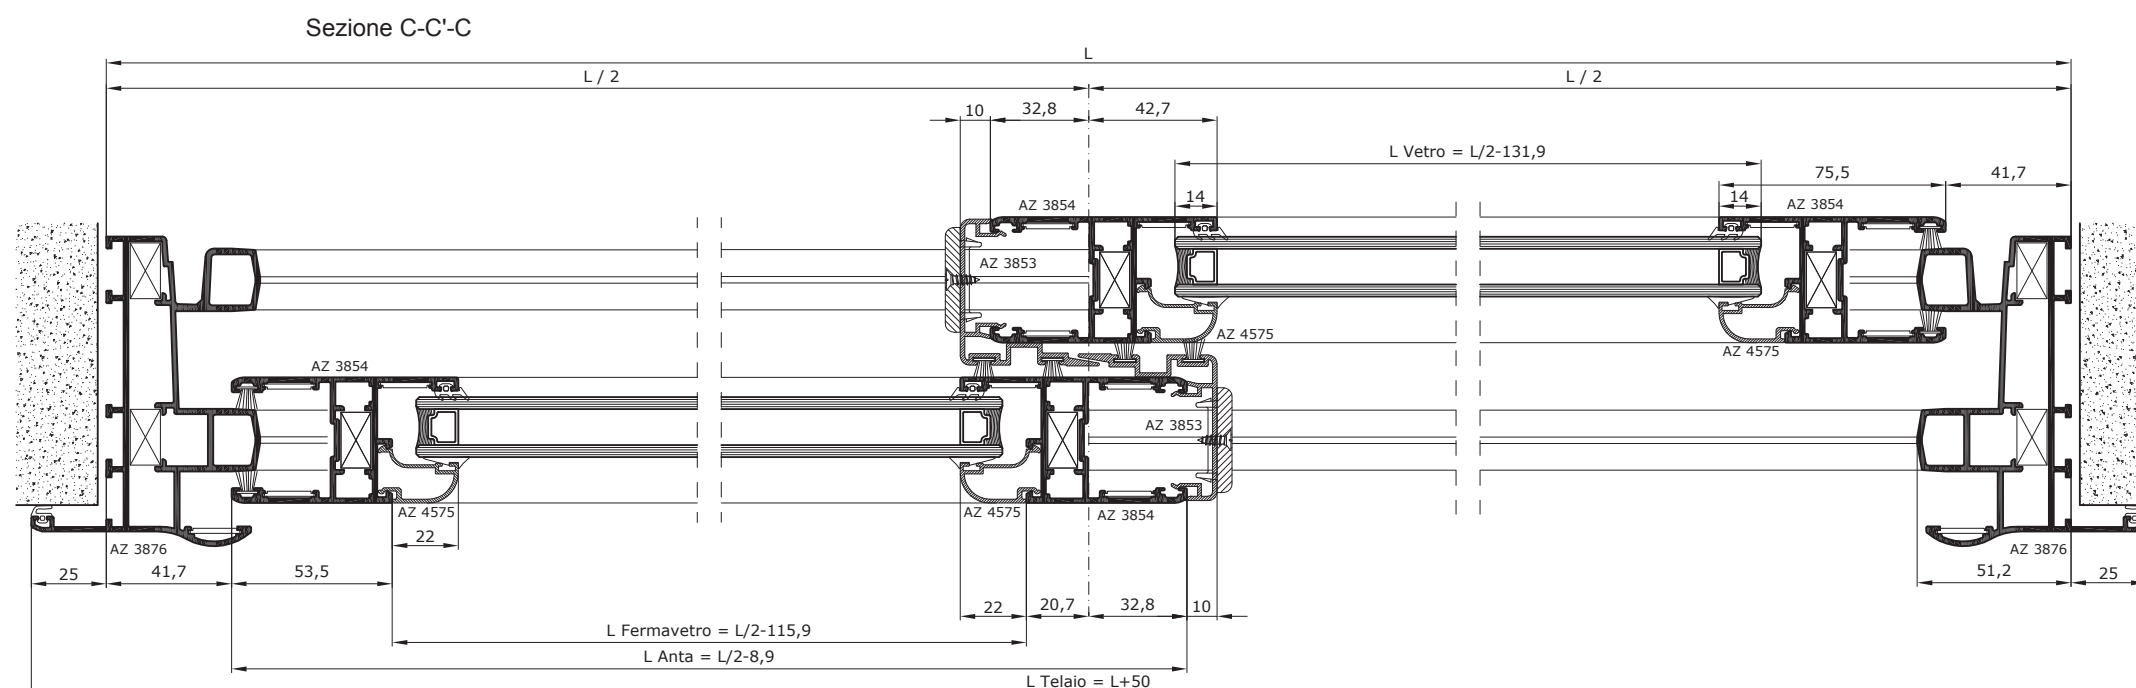 Sezione C-C'-C
L
L / 2
L / 2
10
32,8
42,7
L Vetro = L/2-131,9
75,5
41,7
14
14
AZ 3854
AZ 3854
AZ 3853
AZ 4575
AZ 4575
AZ 3854
AZ 3853
AZ 4575
AZ 4575
AZ 3854
22
AZ 3876
AZ 3876
25
41,7
53,5
51,2
25
22
20,7
32,8
10
L Fermavetro = L/2-115,9
L Anta = L/2-8,9
L Telaio = L+50